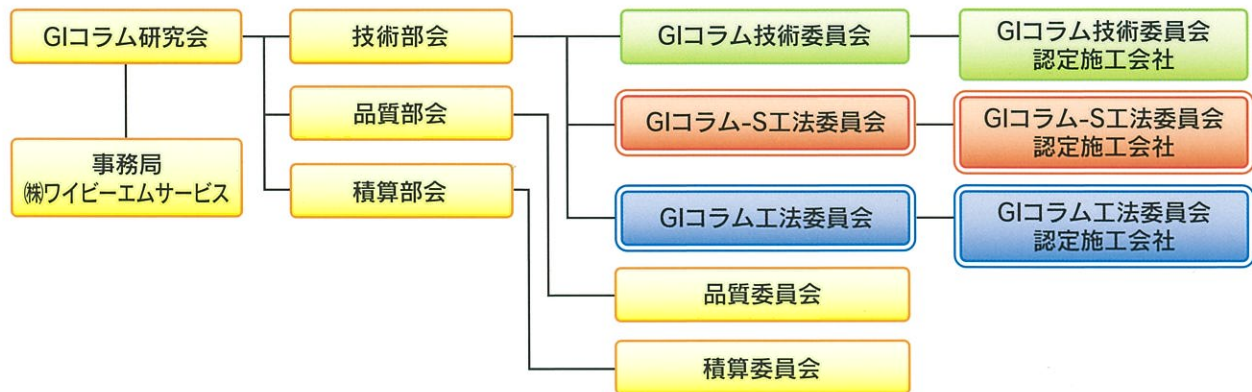 GIコラム研究会
事務局
㈱ワイビーエムサービス
技術部会
品質部会
積算部会
GIコラム技術委員会
GIコラム-S工法委員会
GIコラム工法委員会
品質委員会
積算委員会
GIコラム技術委員会
認定施工会社
GIコラム-S工法委員会
認定施工会社
GIコラム工法委員会
認定施工会社